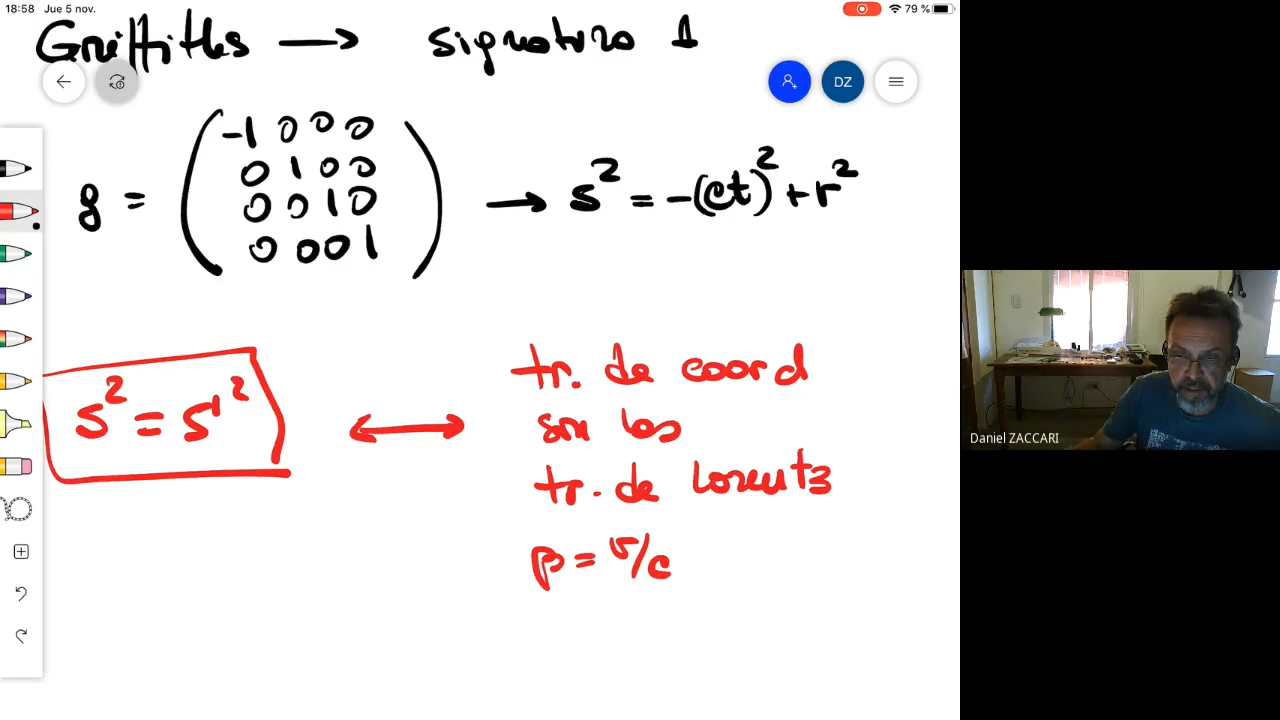 18:58 Jue 5 nov. 79 %
Griffiths → signatura 1
DZ
g = (-1 0 0 0
0 1 0 0
0 0 1 0
0 0 0 1) → s² = -(ct)² + r²
s² = s'² ↔ tr. de coord
son las
tr. de Lorentz
β = v/c
Daniel ZACCARI